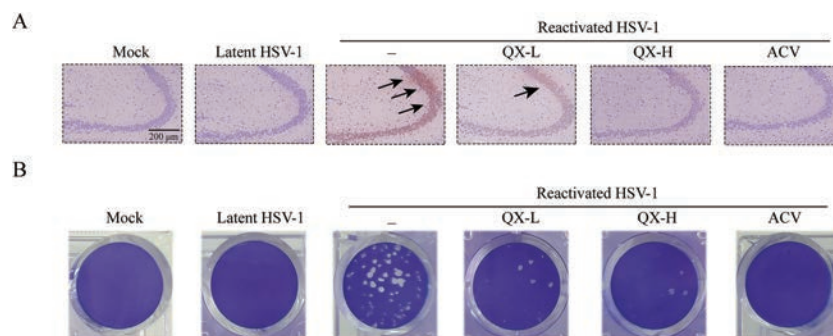 A
Reactivated HSV-1
Mock
Latent HSV-1
–
QX-L
QX-H
ACV
200 μm
B
Reactivated HSV-1
Mock
Latent HSV-1
–
QX-L
QX-H
ACV